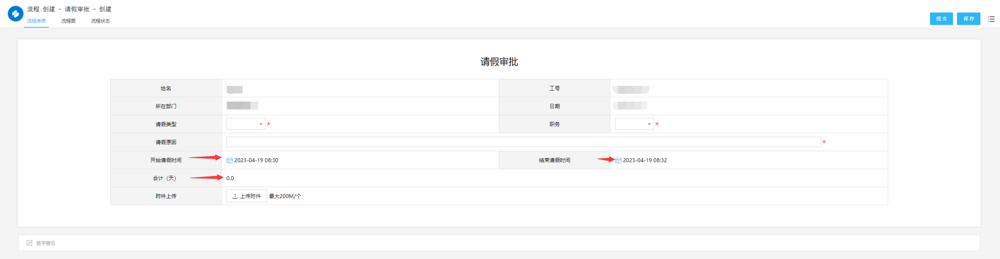 流程:创建 - 请假审批 - 创建
流程表单 流程图 流程状态
提交 保存
请假审批
姓名 工号
所在部门 日期
请假类型 * 职务 *
请假原因 *
开始请假时间 2023-04-19 08:30 结束请假时间 2023-04-19 08:32
合计（天） 0.0
附件上传 上传附件 最大200M/个
签字意见